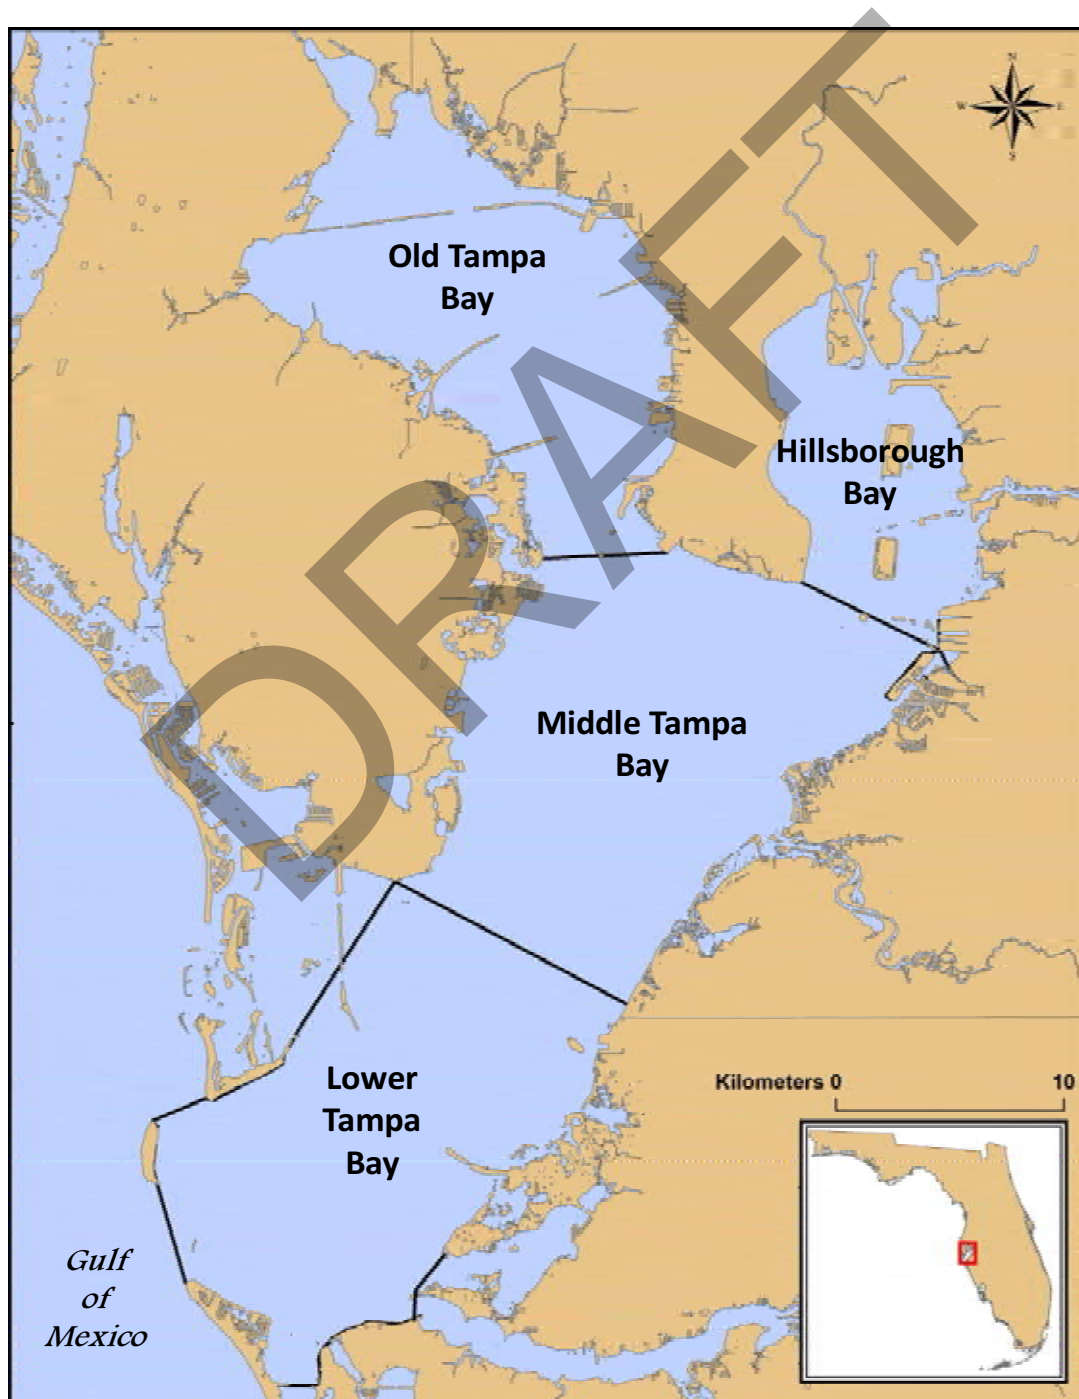 DRAFT
N
W
E
S
Old Tampa
Bay
Hillsborough
Bay
Middle Tampa
Bay
Lower
Tampa
Bay
Kilometers 0 10
Gulf
of
Mexico